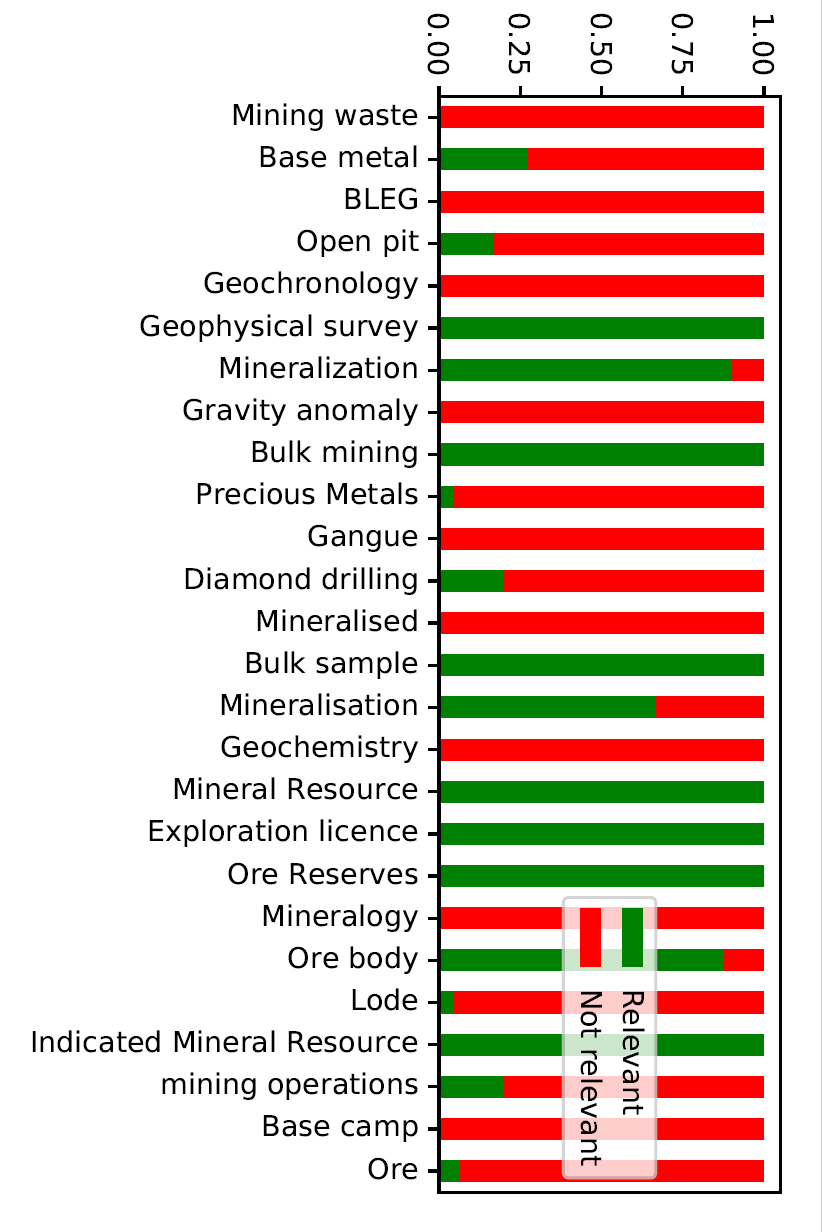 0.00
0.25
0.50
0.75
1.00
Mining waste
Base metal
BLEG
Open pit
Geochronology
Geophysical survey
Mineralization
Gravity anomaly
Bulk mining
Precious Metals
Gangue
Diamond drilling
Mineralised
Bulk sample
Mineralisation
Geochemistry
Mineral Resource
Exploration licence
Ore Reserves
Mineralogy
Ore body
Lode
Indicated Mineral Resource
mining operations
Base camp
Ore
Relevant
Not relevant